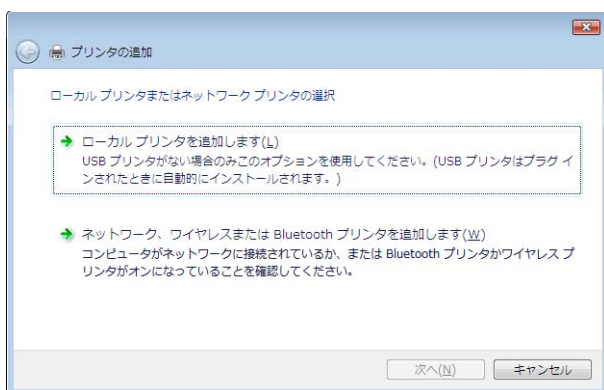 プリンタの追加
ローカル プリンタまたはネットワーク プリンタの選択
ローカル プリンタを追加します(L)
USB プリンタがない場合のみこのオプションを使用してください。(USB プリンタはプラグ イ
ンされたときに自動的にインストールされます。)
ネットワーク、ワイヤレスまたは Bluetooth プリンタを追加します(W)
コンピュータがネットワークに接続されているか、または Bluetooth プリンタかワイヤレス プ
リンタがオンになっていることを確認してください。
次へ(N) キャンセル